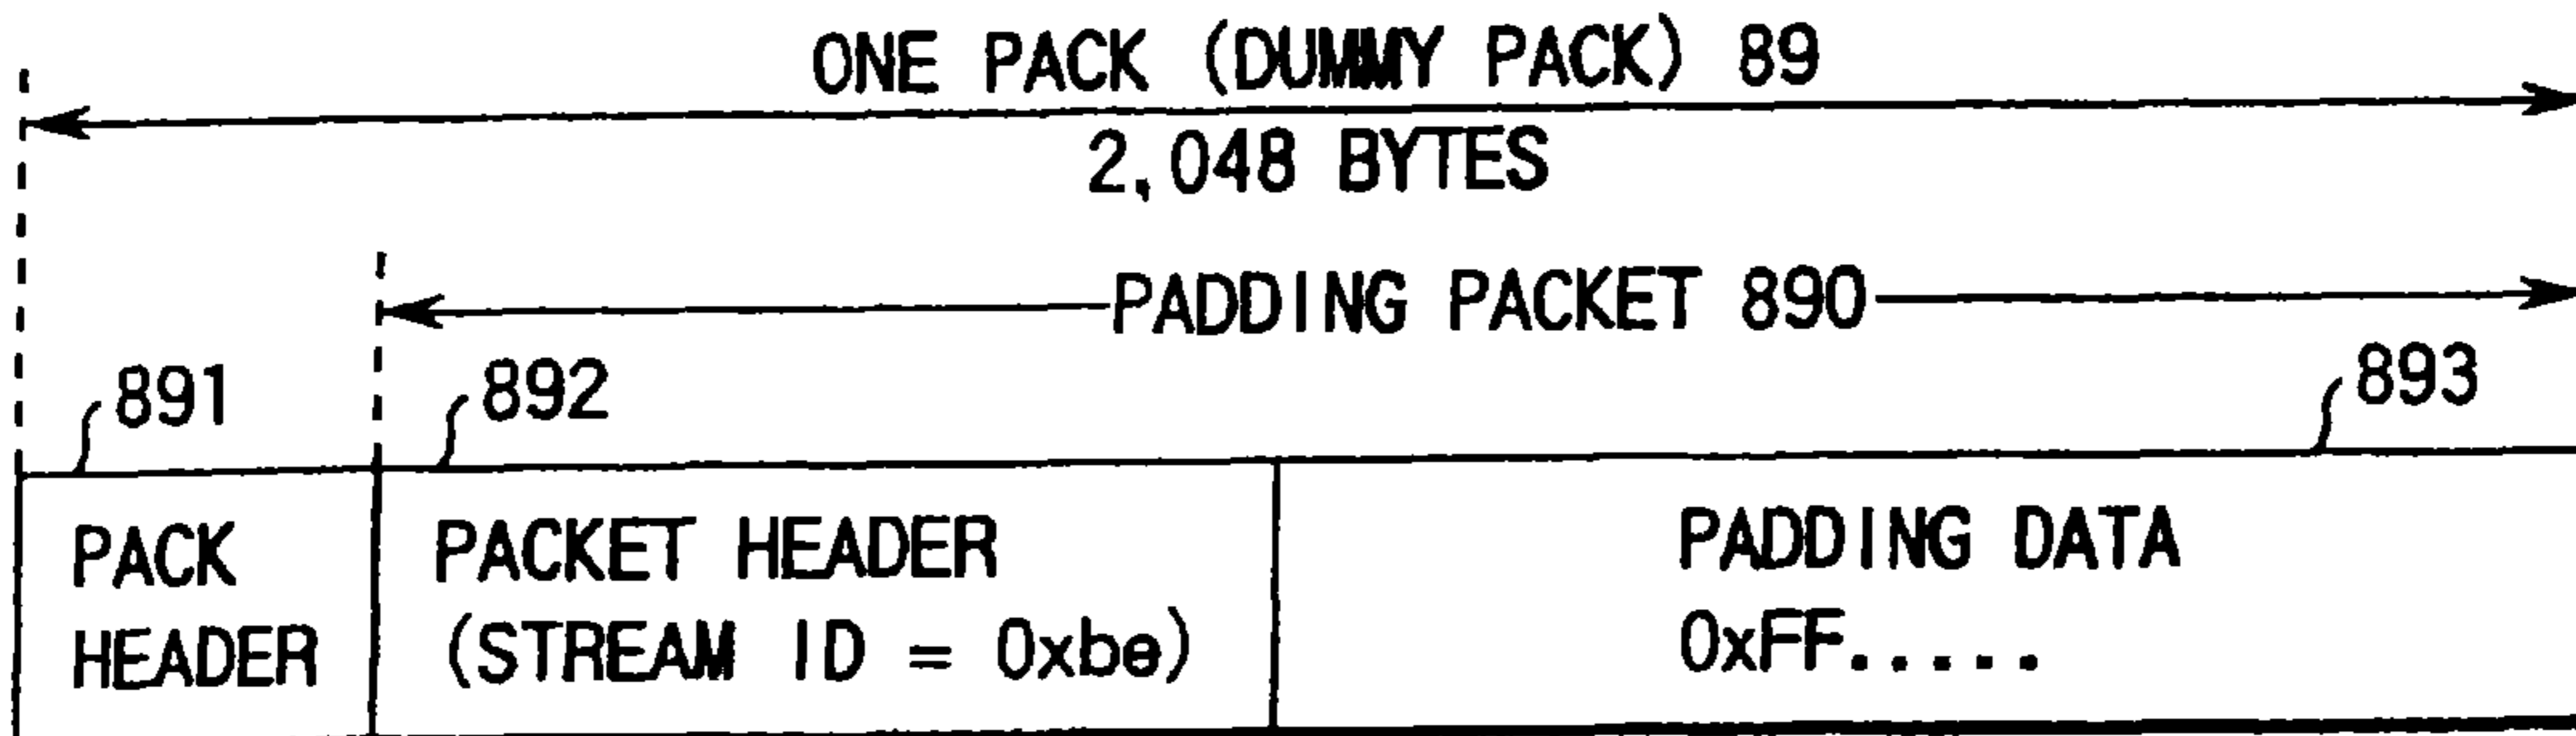 ONE PACK (DUMMY PACK) 89
2,048 BYTES
PADDING PACKET 890
891 892 893
PACK PACKET HEADER PADDING DATA
HEADER (STREAM ID = 0xbe) 0xFF.....